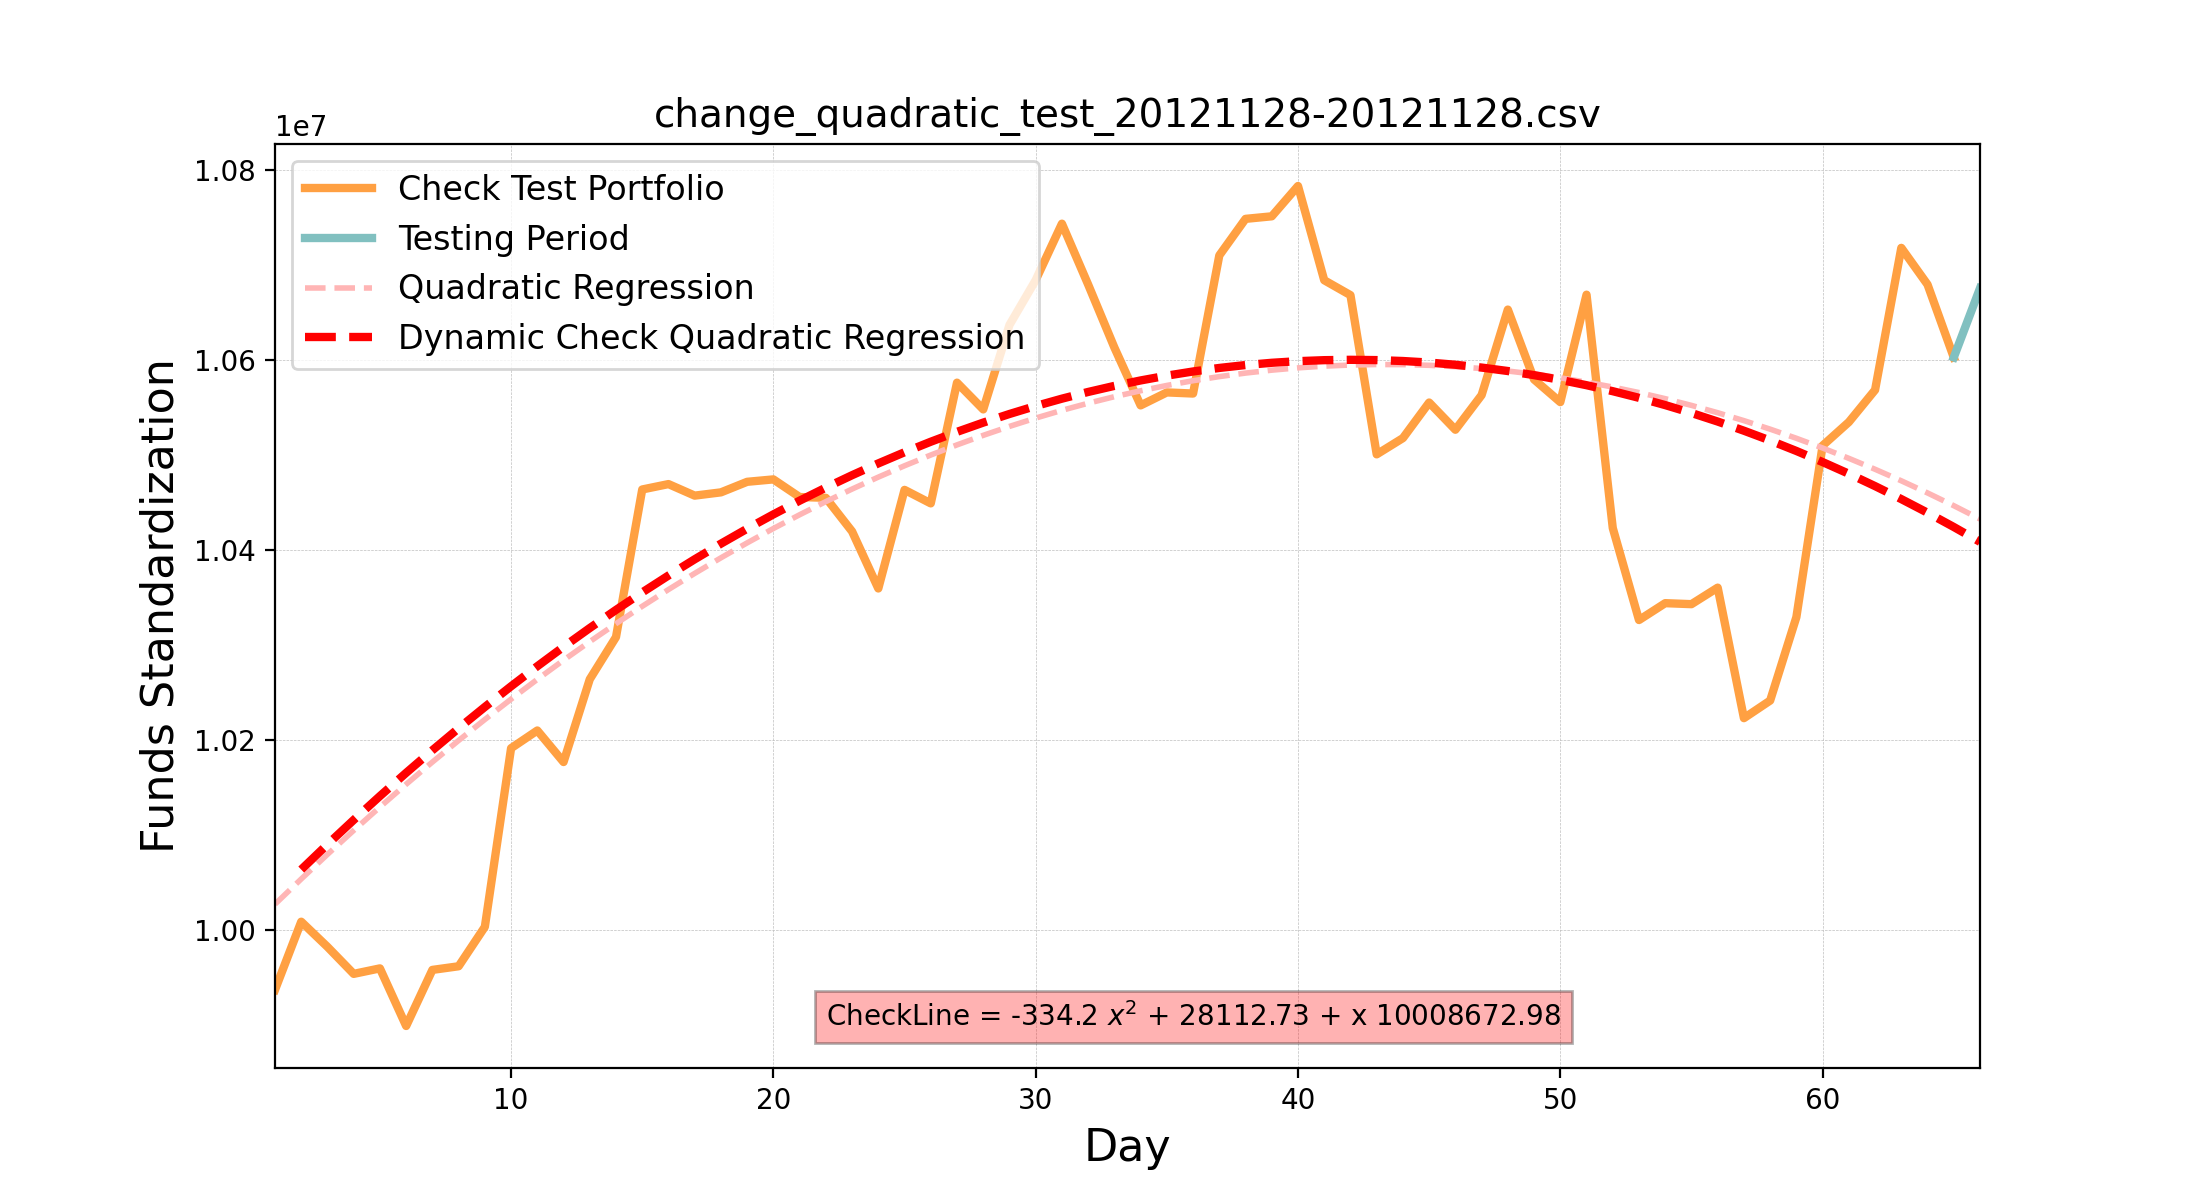 change_quadratic_test_20121128-20121128.csv
1e7
Check Test Portfolio
Testing Period
Quadratic Regression
Dynamic Check Quadratic Regression
1.08
1.06
1.04
1.02
1.00
Funds Standardization
CheckLine = -334.2 x² + 28112.73 + x 10008672.98
10 20 30 40 50 60
Day